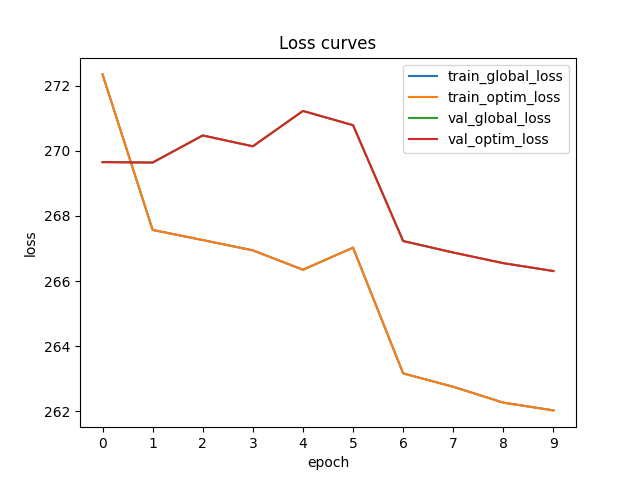 Loss curves
train_global_loss
train_optim_loss
val_global_loss
val_optim_loss
272
270
268
266
264
262
loss
0 1 2 3 4 5 6 7 8 9
epoch